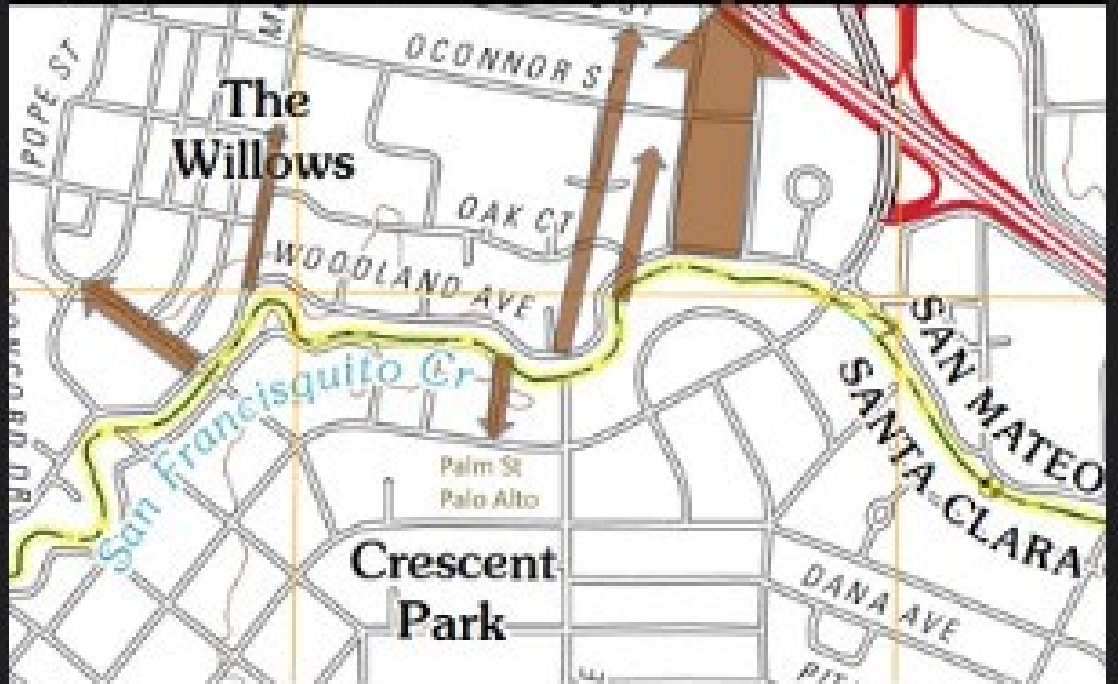 POPE ST
OCONNOR ST
The
Willows
OAK CT
WOODLAND AVE
San Francisquito Cr
SAN MATEO
SANTA CLARA
Palm St
Palo Alto
Crescent
Park
DANA AVE